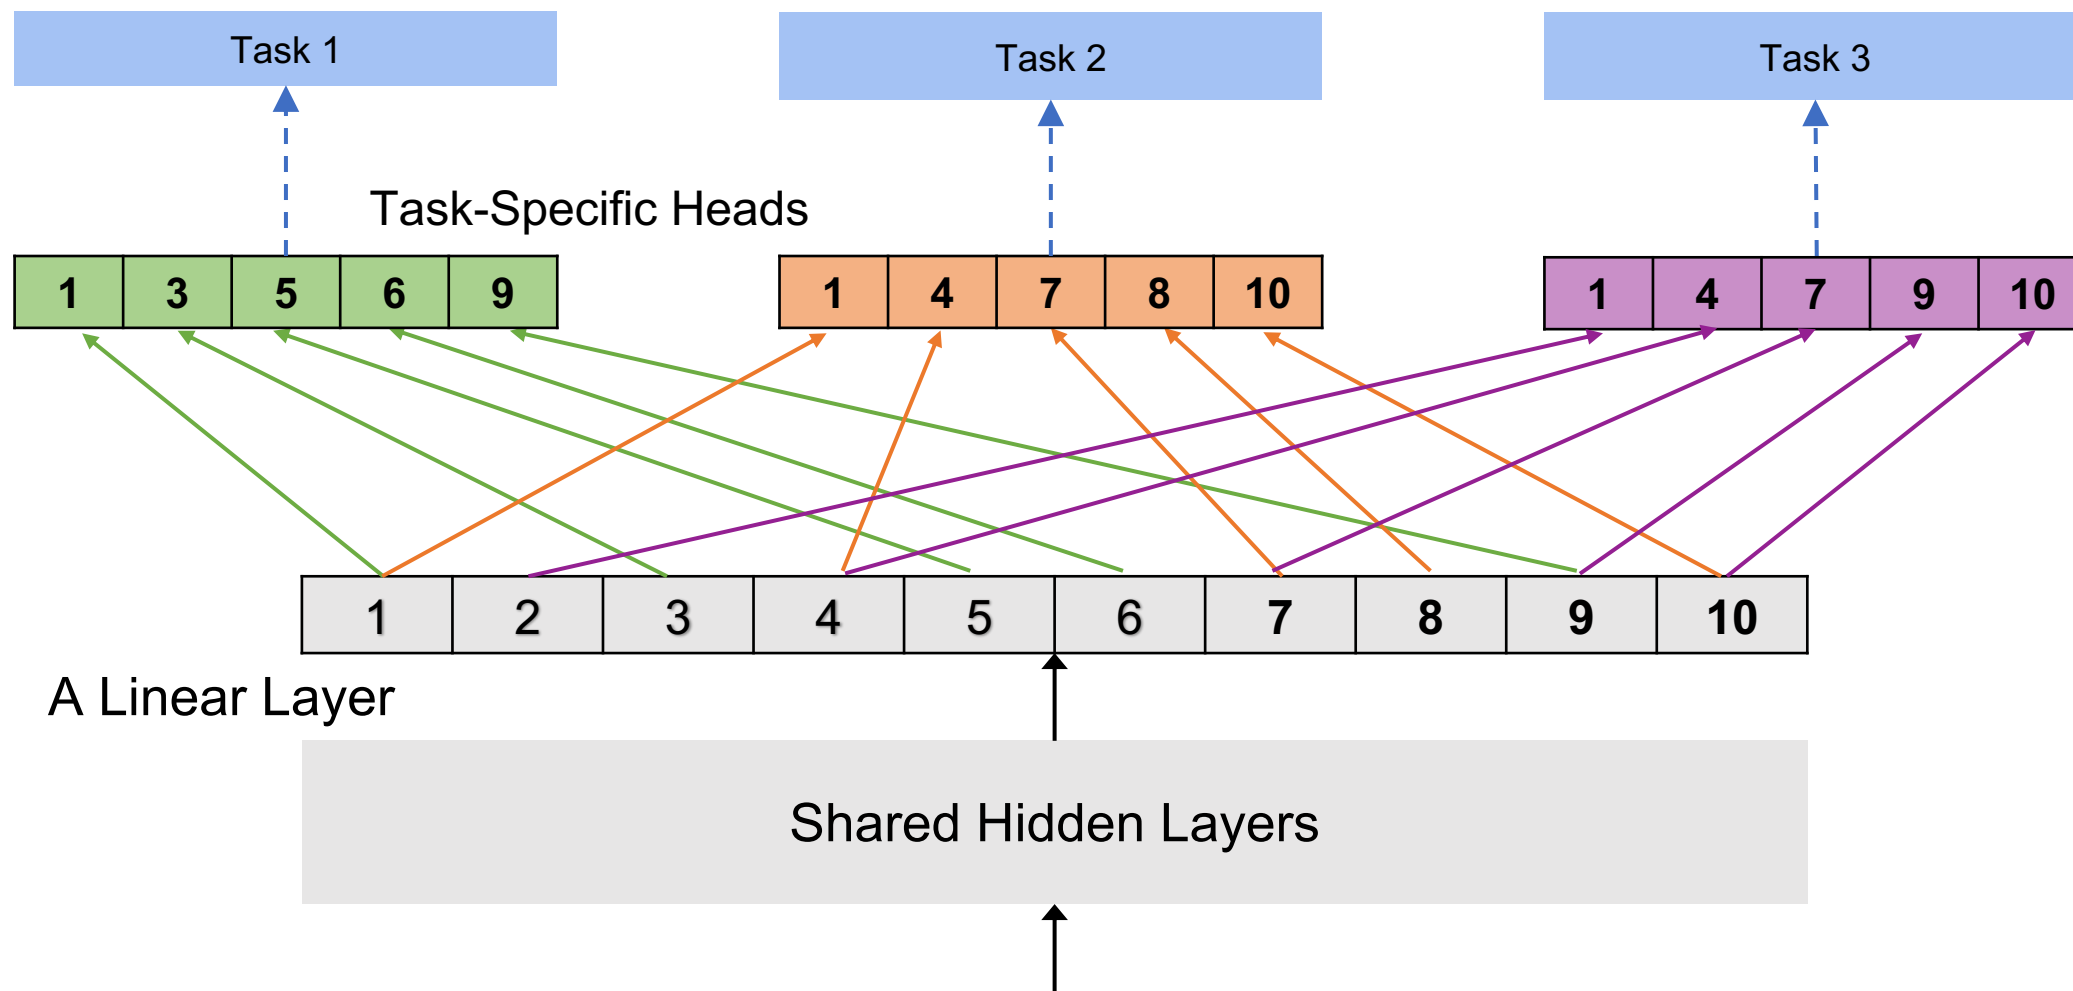 Task 1
Task 2
Task 3
Task-Specific Heads
1 3 5 6 9
1 4 7 8 10
1 4 7 9 10
1 2 3 4 5 6 7 8 9 10
A Linear Layer
Shared Hidden Layers